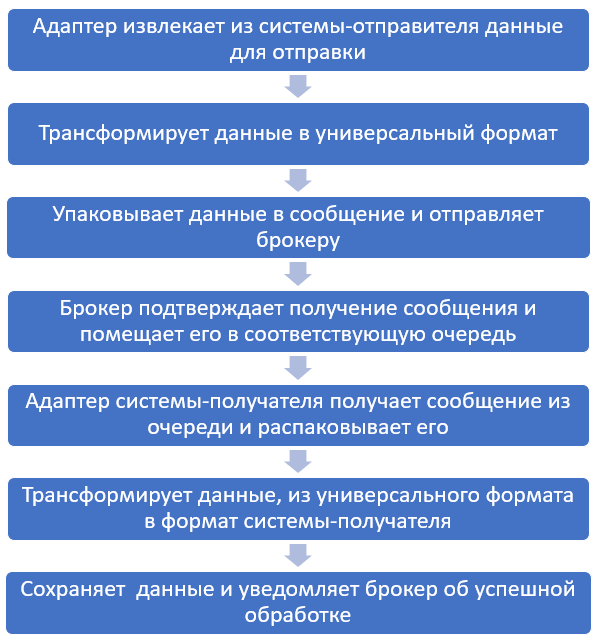 Адаптер извлекает из системы-отправителя данные
для отправки
Трансформирует данные в универсальный формат
Упаковывает данные в сообщение и отправляет
брокеру
Брокер подтверждает получение сообщения и
помещает его в соответствующую очередь
Адаптер системы-получателя получает сообщение из
очереди и распаковывает его
Трансформирует данные, из универсального формата
в формат системы-получателя
Сохраняет  данные и уведомляет брокер об успешной
обработке